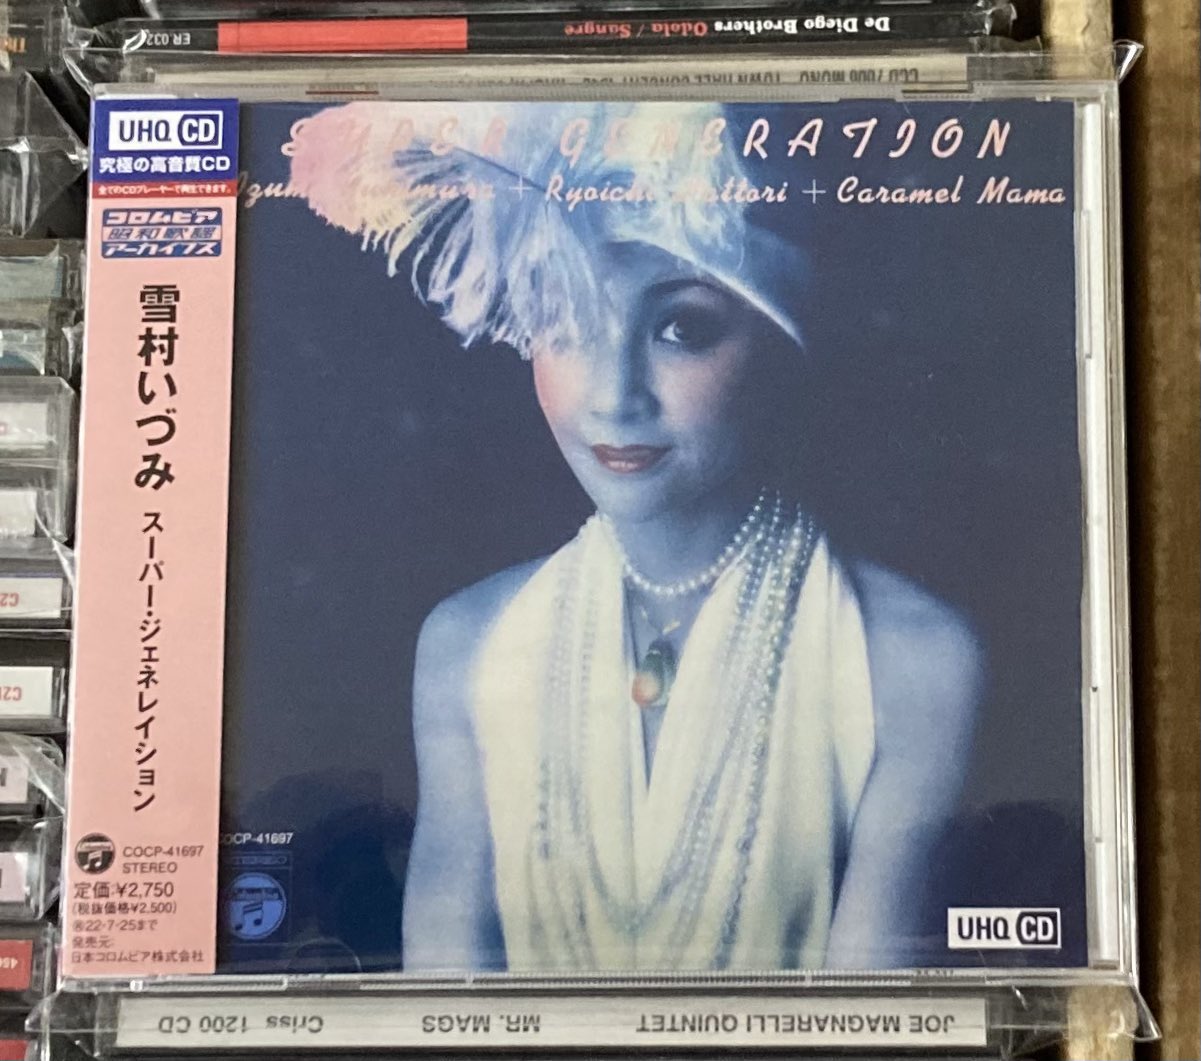 ER 032
De Diego Brothers Odola / Sangre
UHQ CD
究極の高音質CD
全てのCDプレーヤーで再生できます。
コロムビア
昭和歌謡
アーカイブス
雪村いづみ
スーパー・ジェネレイション
COCP-41697
STEREO
定価:¥2,750
(税抜価格¥2,500)
22・7・25まで
発売元:
日本コロムビア株式会社
SUPER GENERATION
Izumi Yukimura + Ryoichi Hattori + Caramel Mama
COCP-41697
STEREO
UHQ CD
JOE MAGNARELLI QUINTET MR. MAGS Criss 1200 CD